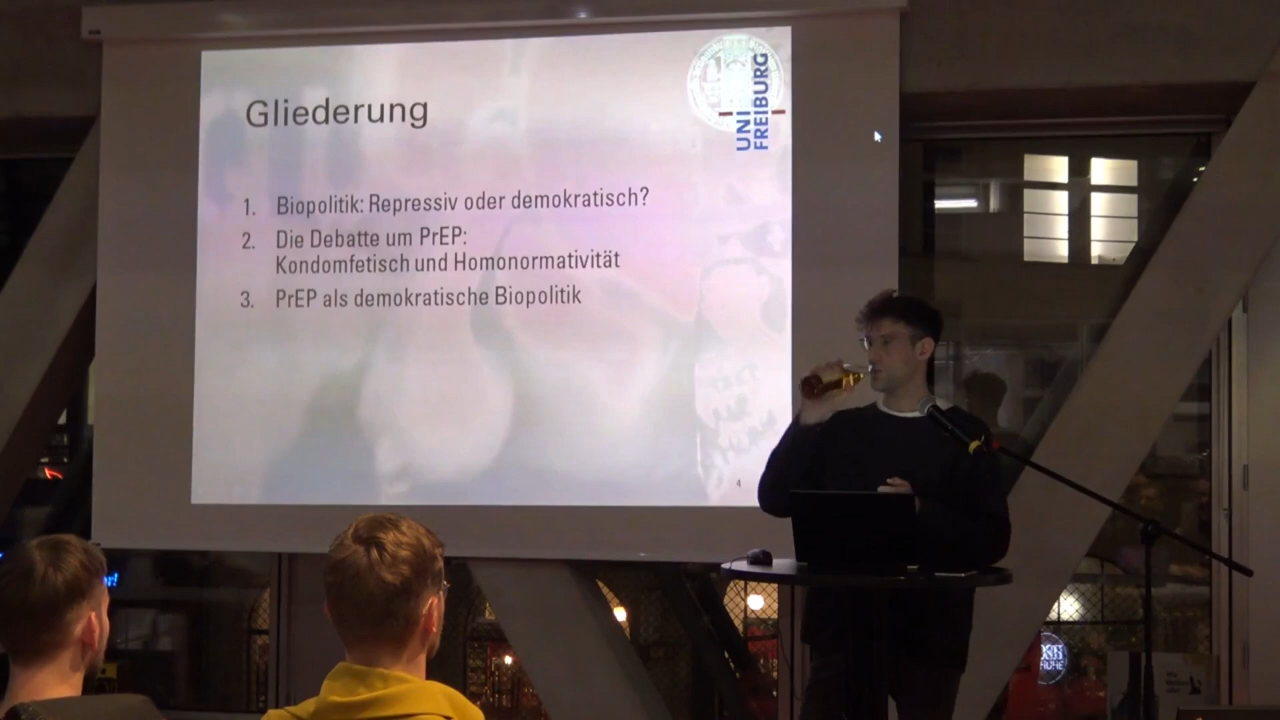 Gliederung
UNI
FREIBURG
1. Biopolitik: Repressiv oder demokratisch?
2. Die Debatte um PrEP:
Kondomfetisch und Homonormativität
3. PrEP als demokratische Biopolitik
4